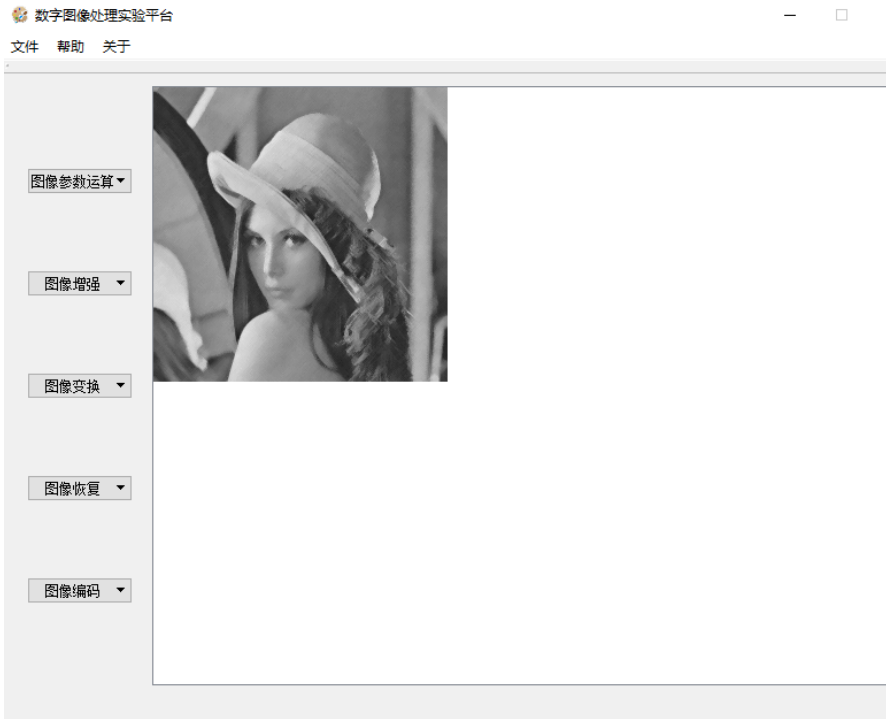 数字图像处理实验平台
文件 帮助 关于
图像参数运算
图像增强
图像变换
图像恢复
图像编码